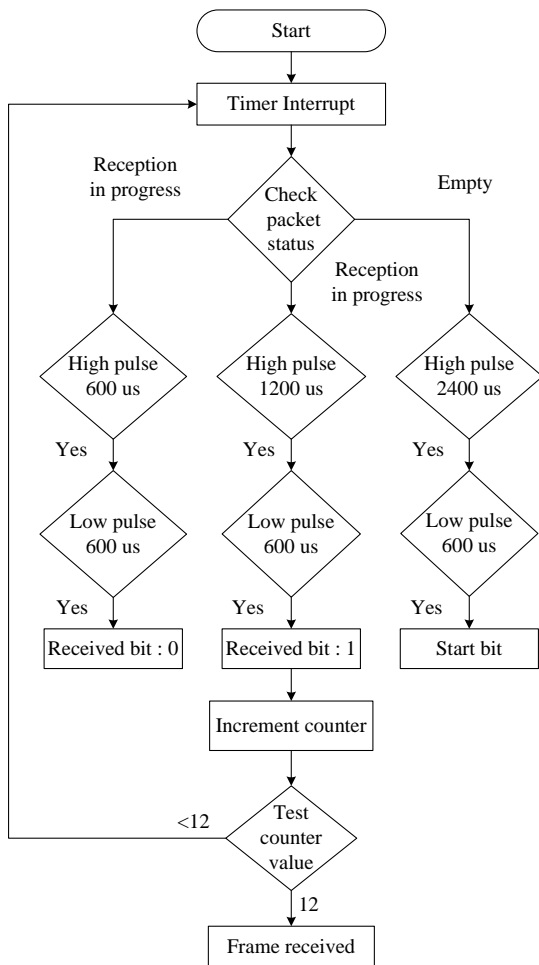 Start
Timer Interrupt
Reception
in progress
Check
packet
status
Empty
Reception
in progress
High pulse
600 us
High pulse
1200 us
High pulse
2400 us
Yes
Yes
Yes
Low pulse
600 us
Low pulse
600 us
Low pulse
600 us
Yes
Yes
Yes
Received bit : 0
Received bit : 1
Start bit
Increment counter
<12
Test
counter
value
12
Frame received